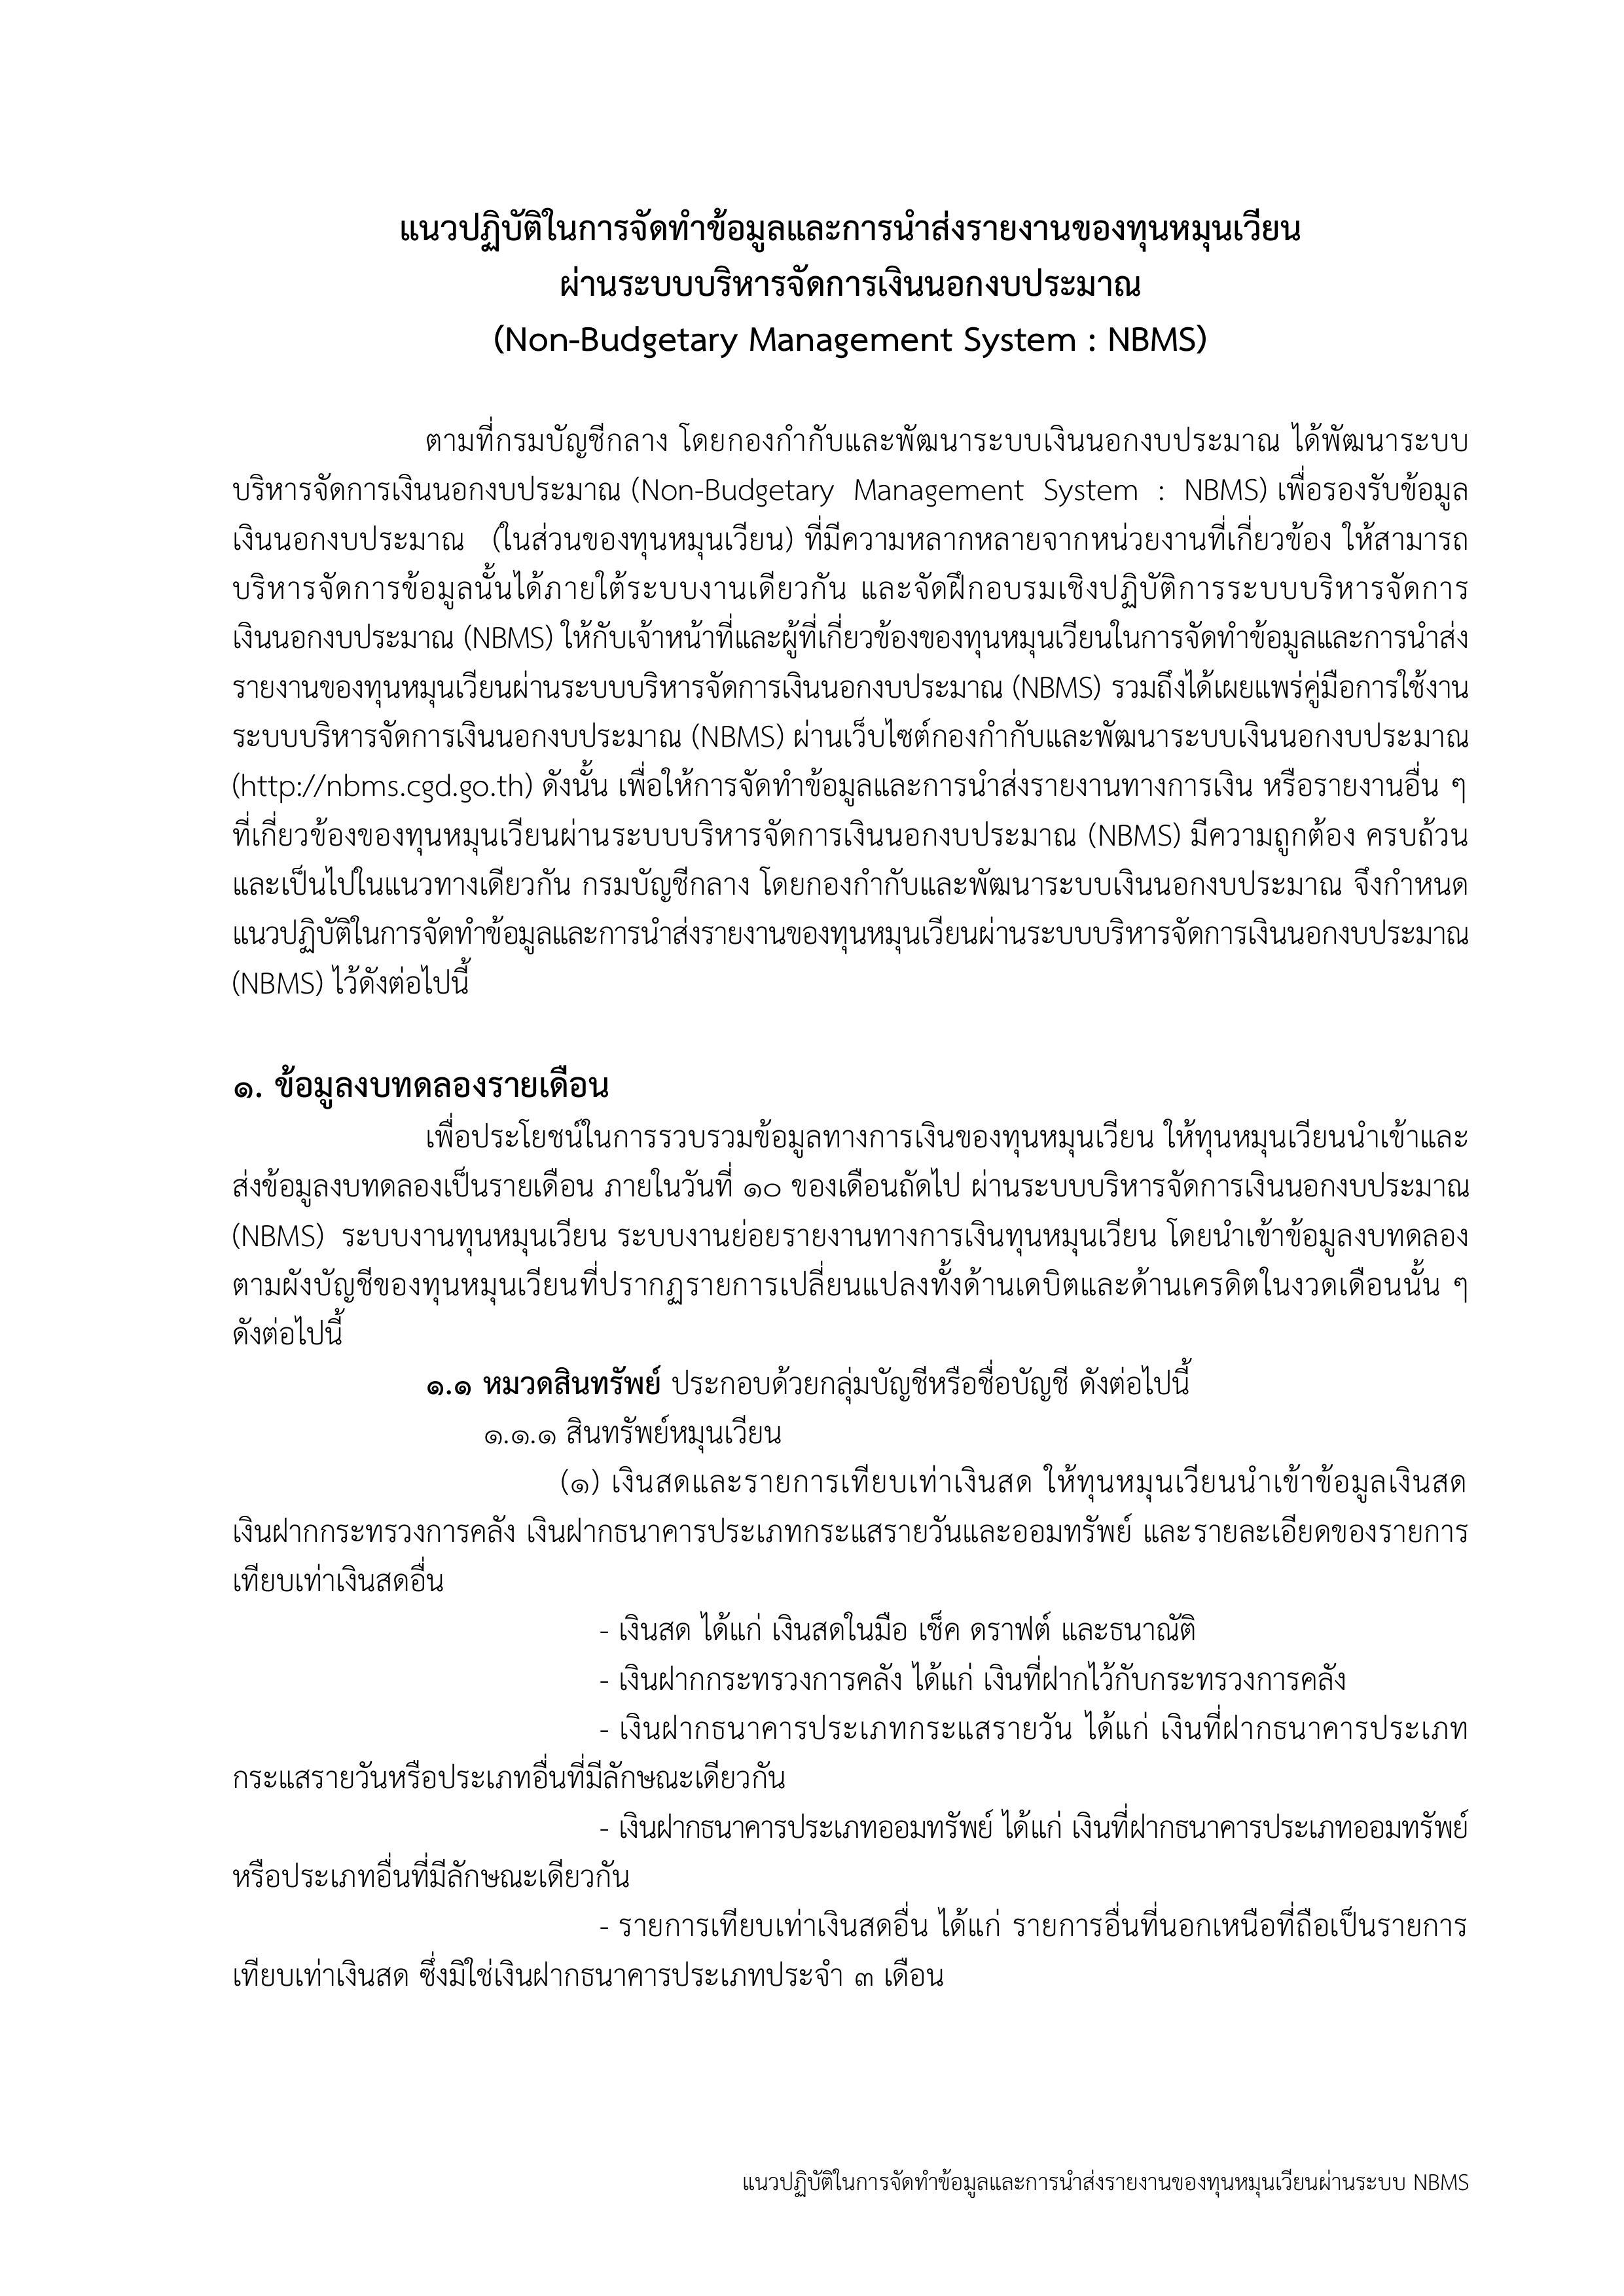 แนวปฏิบัติในการจัดทำข้อมูลและการนำส่งรายงานของทุนหมุนเวียน
ผ่านระบบบริหารจัดการเงินนอกงบประมาณ
(Non-Budgetary Management System : NBMS)
ตามที่กรมบัญชีกลาง โดยกองกำกับและพัฒนาระบบเงินนอกงบประมาณ ได้พัฒนาระบบ
บริหารจัดการเงินนอกงบประมาณ (Non-Budgetary Management System : NBMS) เพื่อรองรับข้อมูล
เงินนอกงบประมาณ (ในส่วนของทุนหมุนเวียน) ที่มีความหลากหลายจากหน่วยงานที่เกี่ยวข้อง ให้สามารถ
บริหารจัดการข้อมูลนั้นได้ภายใต้ระบบงานเดียวกัน และจัดฝึกอบรมเชิงปฏิบัติการระบบบริหารจัดการ
เงินนอกงบประมาณ (NBMS) ให้กับเจ้าหน้าที่และผู้ที่เกี่ยวข้องของทุนหมุนเวียนในการจัดทำข้อมูลและการนำส่ง
รายงานของทุนหมุนเวียนผ่านระบบบริหารจัดการเงินนอกงบประมาณ (NBMS) รวมถึงได้เผยแพร่คู่มือการใช้งาน
ระบบบริหารจัดการเงินนอกงบประมาณ (NBMS) ผ่านเว็บไซต์กองกำกับและพัฒนาระบบเงินนอกงบประมาณ
(http://nbms.cgd.go.th) ดังนั้น เพื่อให้การจัดทำข้อมูลและการนำส่งรายงานทางการเงิน หรือรายงานอื่น ๆ
ที่เกี่ยวข้องของทุนหมุนเวียนผ่านระบบบริหารจัดการเงินนอกงบประมาณ (NBMS) มีความถูกต้อง ครบถ้วน
และเป็นไปในแนวทางเดียวกัน กรมบัญชีกลาง โดยกองกำกับและพัฒนาระบบเงินนอกงบประมาณ จึงกำหนด
แนวปฏิบัติในการจัดทำข้อมูลและการนำส่งรายงานของทุนหมุนเวียนผ่านระบบบริหารจัดการเงินนอกงบประมาณ
(NBMS) ไว้ดังต่อไปนี้
๑. ข้อมูลงบทดลองรายเดือน
เพื่อประโยชน์ในการรวบรวมข้อมูลทางการเงินของทุนหมุนเวียน ให้ทุนหมุนเวียนนำเข้าและ
ส่งข้อมูลงบทดลองเป็นรายเดือน ภายในวันที่ ๑๐ ของเดือนถัดไป ผ่านระบบบริหารจัดการเงินนอกงบประมาณ
(NBMS) ระบบงานทุนหมุนเวียน ระบบงานย่อยรายงานทางการเงินทุนหมุนเวียน โดยนำเข้าข้อมูลงบทดลอง
ตามผังบัญชีของทุนหมุนเวียนที่ปรากฏรายการเปลี่ยนแปลงทั้งด้านเดบิตและด้านเครดิตในงวดเดือนนั้น ๆ
ดังต่อไปนี้
๑.๑ หมวดสินทรัพย์ ประกอบด้วยกลุ่มบัญชีหรือชื่อบัญชี ดังต่อไปนี้
๑.๑.๑ สินทรัพย์หมุนเวียน
(๑) เงินสดและรายการเทียบเท่าเงินสด ให้ทุนหมุนเวียนนำเข้าข้อมูลเงินสด
เงินฝากกระทรวงการคลัง เงินฝากธนาคารประเภทกระแสรายวันและออมทรัพย์ และรายละเอียดของรายการ
เทียบเท่าเงินสดอื่น
- เงินสด ได้แก่ เงินสดในมือ เช็ค ดราฟต์ และธนาณัติ
- เงินฝากกระทรวงการคลัง ได้แก่ เงินที่ฝากไว้กับกระทรวงการคลัง
- เงินฝากธนาคารประเภทกระแสรายวัน ได้แก่ เงินที่ฝากธนาคารประเภท
กระแสรายวันหรือประเภทอื่นที่มีลักษณะเดียวกัน
- เงินฝากธนาคารประเภทออมทรัพย์ ได้แก่ เงินที่ฝากธนาคารประเภทออมทรัพย์
หรือประเภทอื่นที่มีลักษณะเดียวกัน
- รายการเทียบเท่าเงินสดอื่น ได้แก่ รายการอื่นที่นอกเหนือที่ถือเป็นรายการ
เทียบเท่าเงินสด ซึ่งมิใช่เงินฝากธนาคารประเภทประจำ ๓ เดือน
แนวปฏิบัติในการจัดทำข้อมูลและการนำส่งรายงานของทุนหมุนเวียนผ่านระบบ NBMS